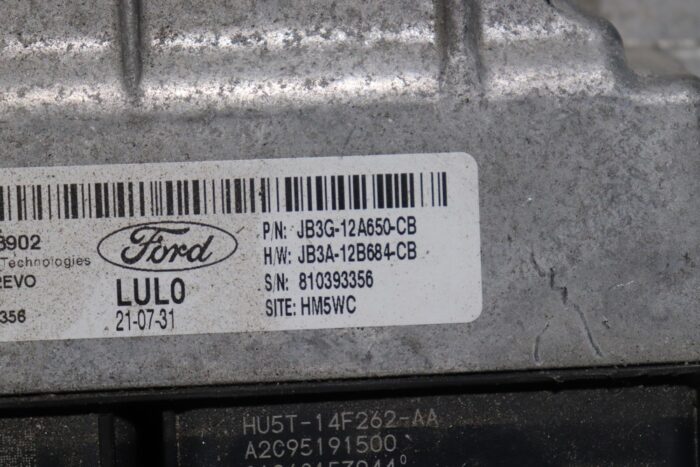 8902
Technologies
REVO
356
Ford
LUL0
21-07-31
P/N: JB3G-12A650-CB
H/W: JB3A-12B684-CB
S/N: 810393356
SITE: HM5WC
HU5T-14F262-AA
A2C95191500